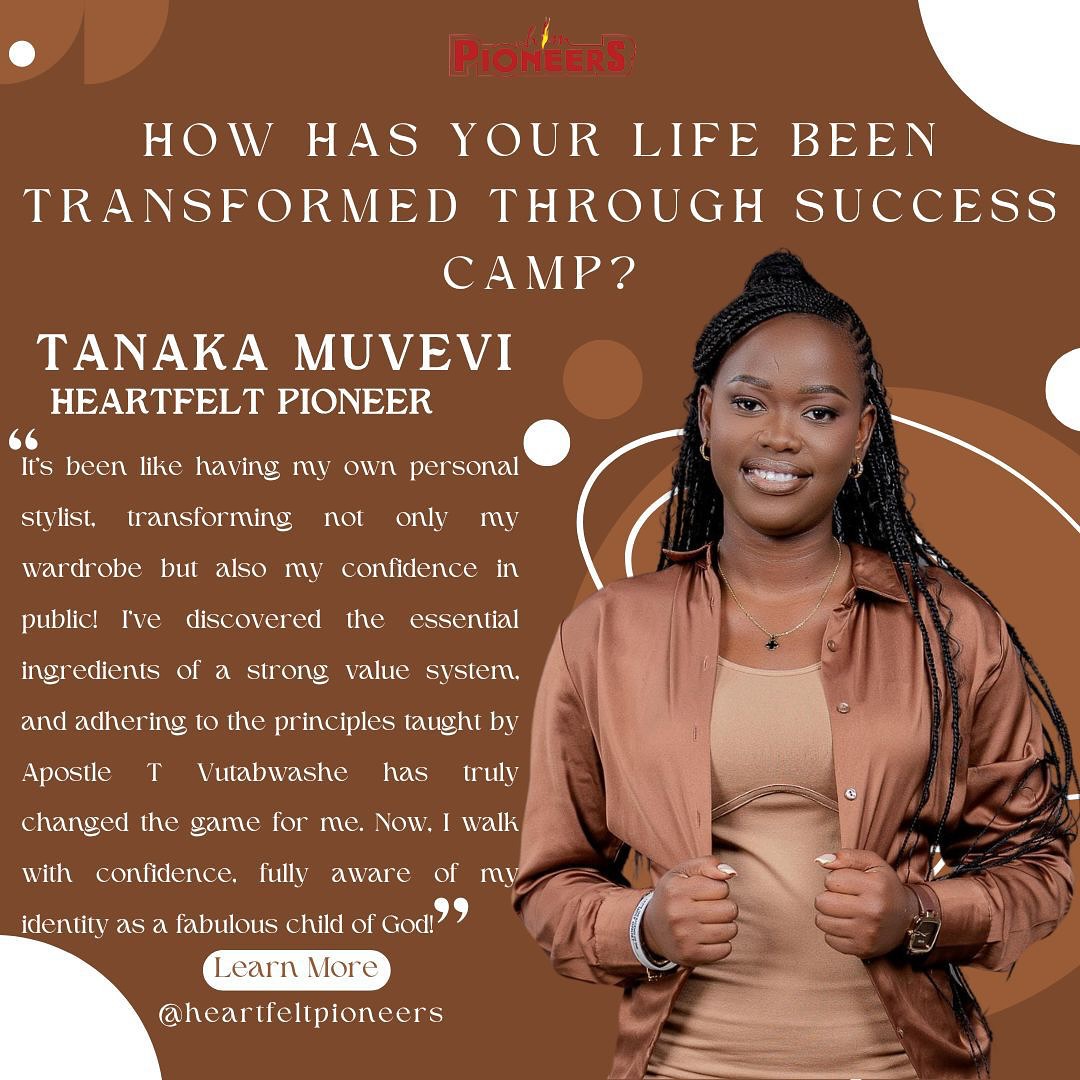 him
PIONEERS
HOW HAS YOUR LIFE BEEN
TRANSFORMED THROUGH SUCCESS
CAMP?
TANAKA MUVEVI
HEARTFELT PIONEER
“It's been like having my own personal
stylist, transforming not only my
wardrobe but also my confidence in
public! I've discovered the essential
ingredients of a strong value system,
and adhering to the principles taught by
Apostle T Vutabwashe has truly
changed the game for me. Now, I walk
with confidence, fully aware of my
identity as a fabulous child of God!”
Learn More
@heartfeltpioneers